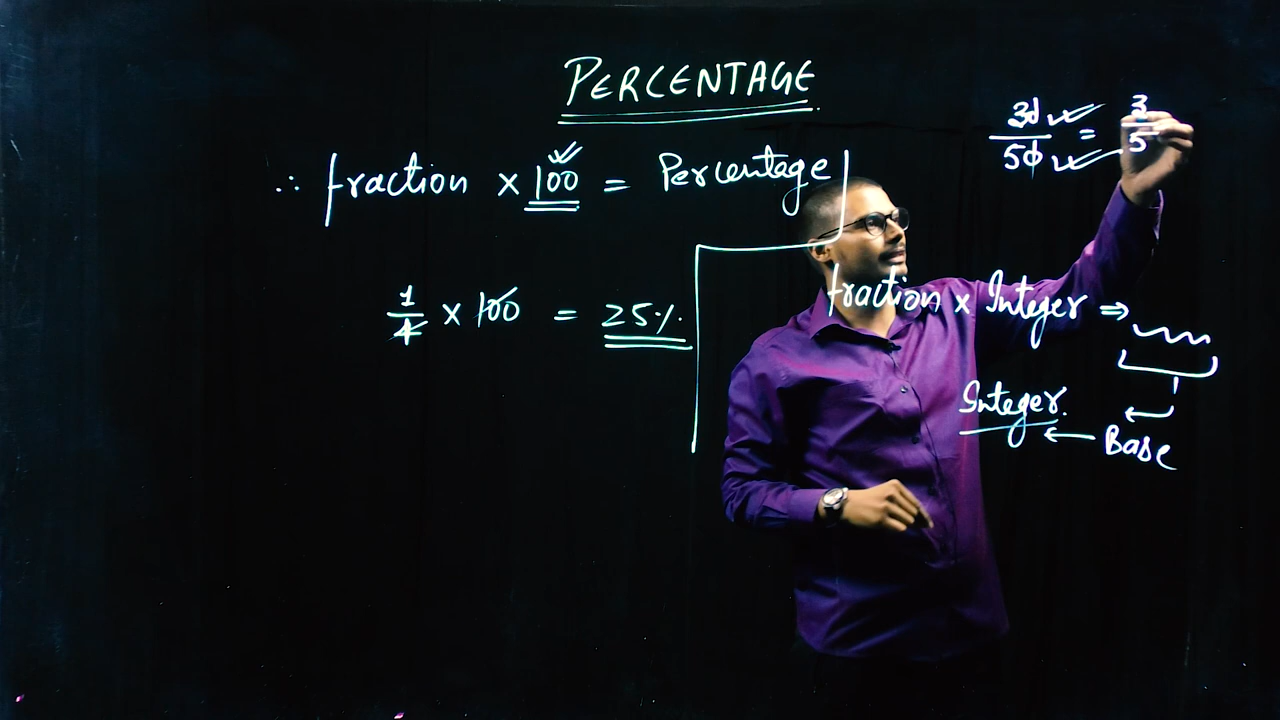 PERCENTAGE
30/50 = 3/5
∴ fraction × 100 = Percentage
1/4 × 100 = 25%
fraction × Integer ⇒
Integer.
← Base